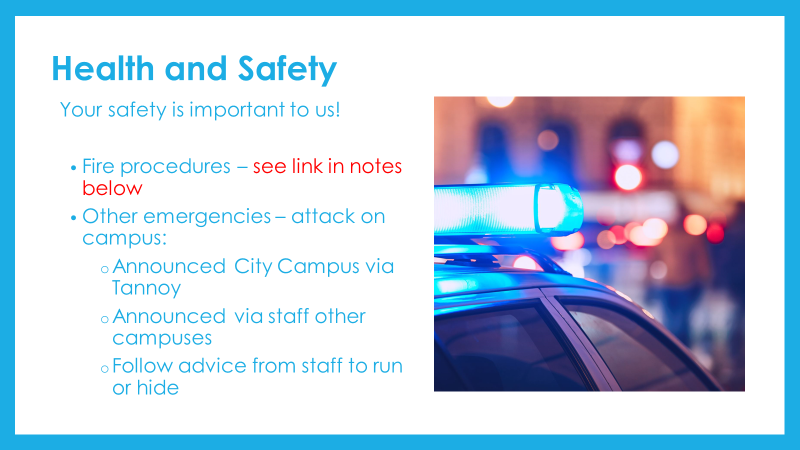 Health and Safety
Your safety is important to us!
• Fire procedures – see link in notes
below
• Other emergencies – attack on
campus:
o Announced City Campus via
Tannoy
o Announced via staff other
campuses
o Follow advice from staff to run
or hide